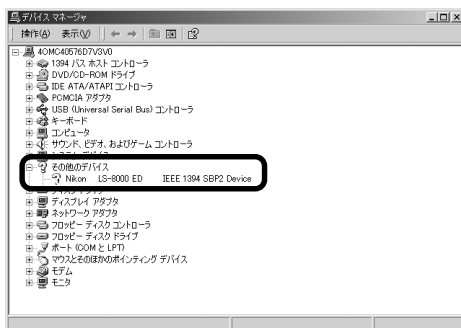 デバイス マネージャ
操作(A) 表示(V)
40MC40576D7V3V0
1394 バス ホスト コントローラ
DVD/CD-ROM ドライブ
IDE ATA/ATAPI コントローラ
PCMCIA アダプタ
USB (Universal Serial Bus) コントローラ
キーボード
コンピュータ
サウンド、ビデオ、およびゲーム コントローラ
その他のデバイス
Nikon LS-8000 ED IEEE 1394 SBP2 Device
ディスプレイ アダプタ
ネットワーク アダプタ
フロッピー ディスク コントローラ
フロッピー ディスク ドライブ
ポート (COM と LPT)
マウスとそのほかのポインティング デバイス
モデム
モニタ